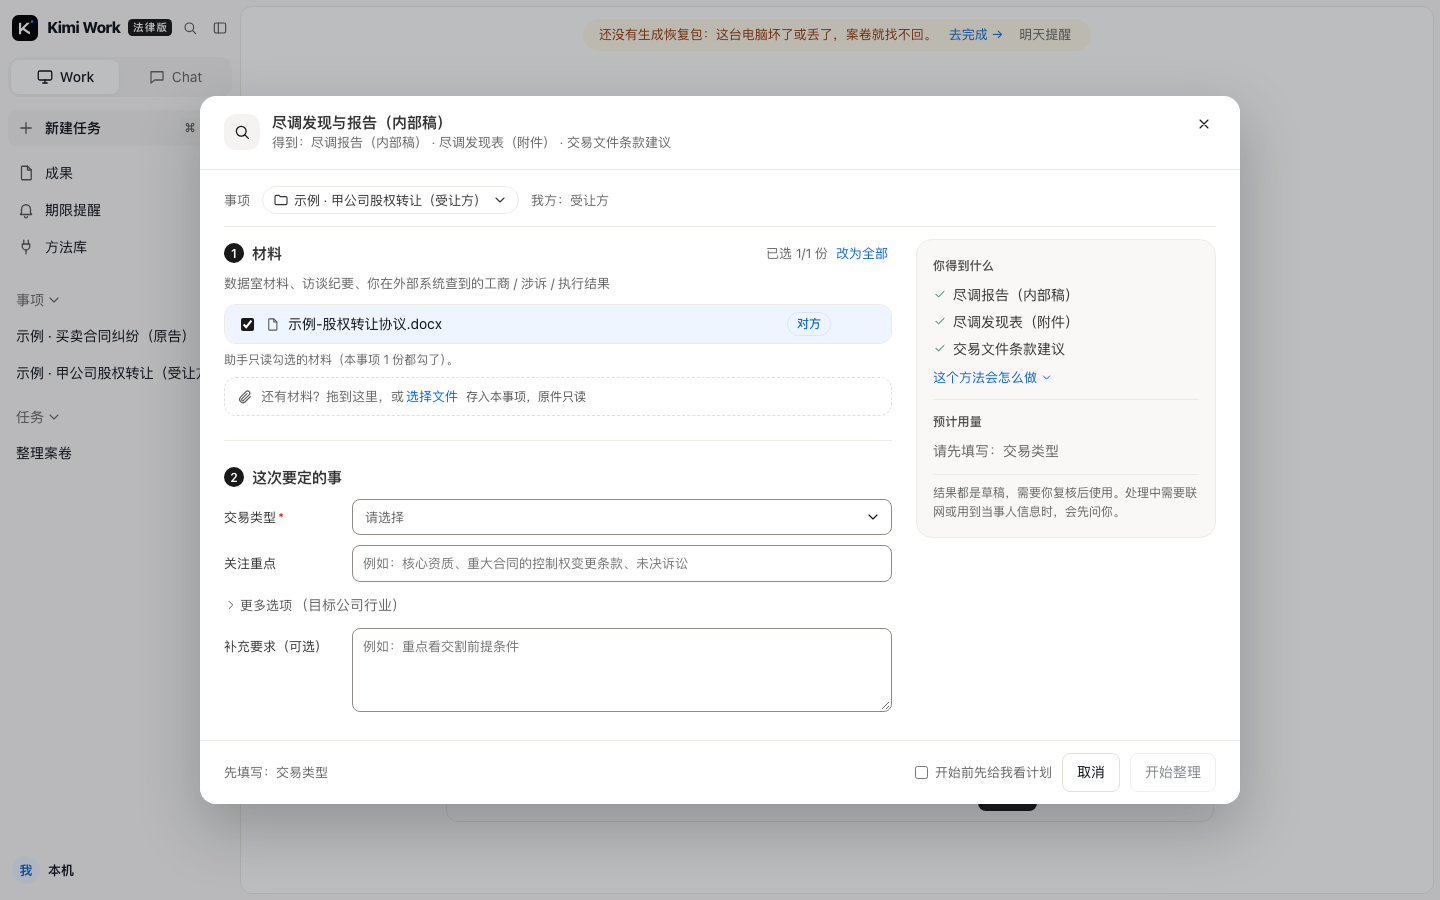 Kimi Work 法律版
还没有生成恢复包：这台电脑坏了或丢了，案卷就找不回。 去完成 → 明天提醒
Work
Chat
新建任务 ⌘
成果
期限提醒
方法库
事项
示例 · 买卖合同纠纷（原告）
示例 · 甲公司股权转让（受让方
任务
整理案卷
我 本机
尽调发现与报告（内部稿）
得到：尽调报告（内部稿） · 尽调发现表（附件） · 交易文件条款建议
事项 示例 · 甲公司股权转让（受让方） 我方：受让方
1 材料 已选 1/1 份 改为全部
数据室材料、访谈纪要、你在外部系统查到的工商 / 涉诉 / 执行结果
示例-股权转让协议.docx 对方
助手只读勾选的材料（本事项 1 份都勾了）。
还有材料？拖到这里，或 选择文件 存入本事项，原件只读
2 这次要定的事
交易类型 * 请选择
关注重点 例如：核心资质、重大合同的控制权变更条款、未决诉讼
更多选项 （目标公司行业）
补充要求（可选） 例如：重点看交割前提条件
你得到什么
尽调报告（内部稿）
尽调发现表（附件）
交易文件条款建议
这个方法会怎么做
预计用量
请先填写：交易类型
结果都是草稿，需要你复核后使用。处理中需要联
网或用到当事人信息时，会先问你。
先填写：交易类型
开始前先给我看计划 取消 开始整理